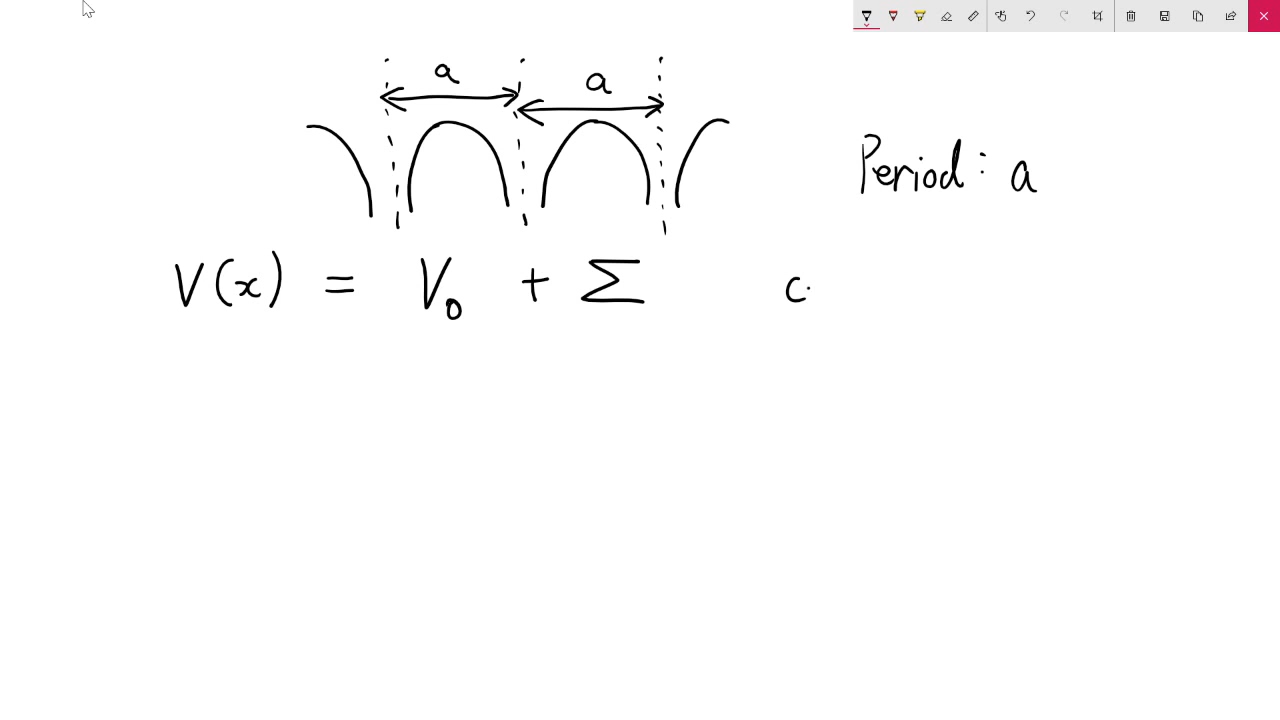 a a
Period: a
V(x) = V₀ + Σ c